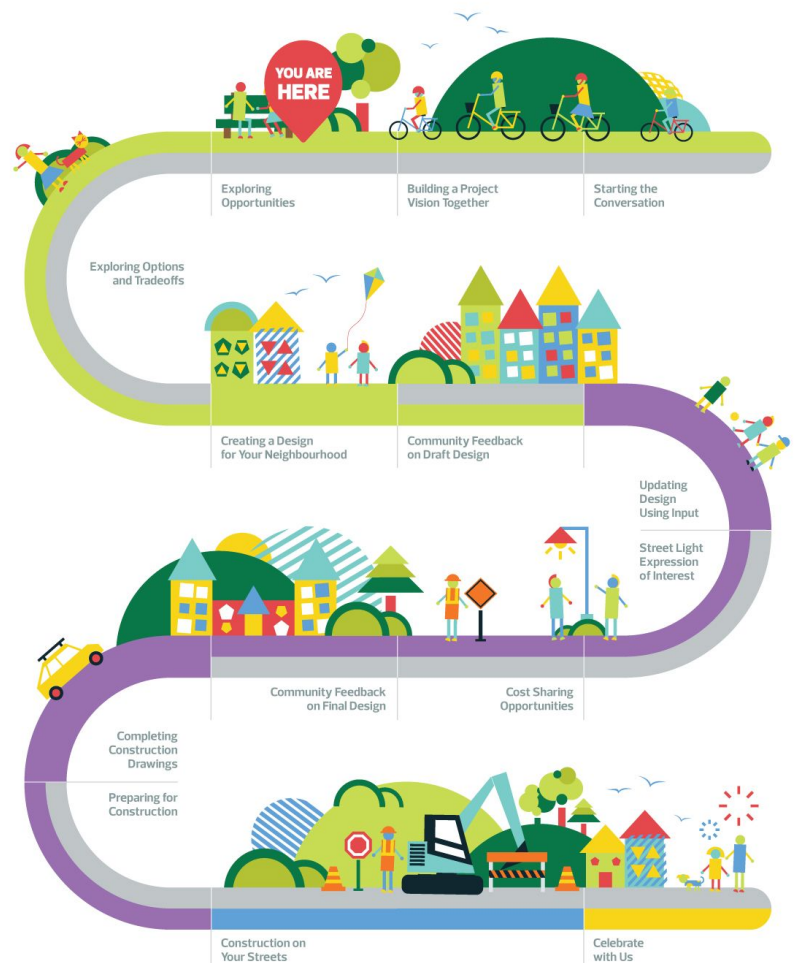 YOU ARE
HERE
Exploring
Opportunities
Building a Project
Vision Together
Starting the
Conversation
Exploring Options
and Tradeoffs
Creating a Design
for Your Neighbourhood
Community Feedback
on Draft Design
Updating
Design
Using Input
Street Light
Expression
of Interest
Community Feedback
on Final Design
Cost Sharing
Opportunities
Completing
Construction
Drawings
Preparing for
Construction
Construction on
Your Streets
Celebrate
with Us